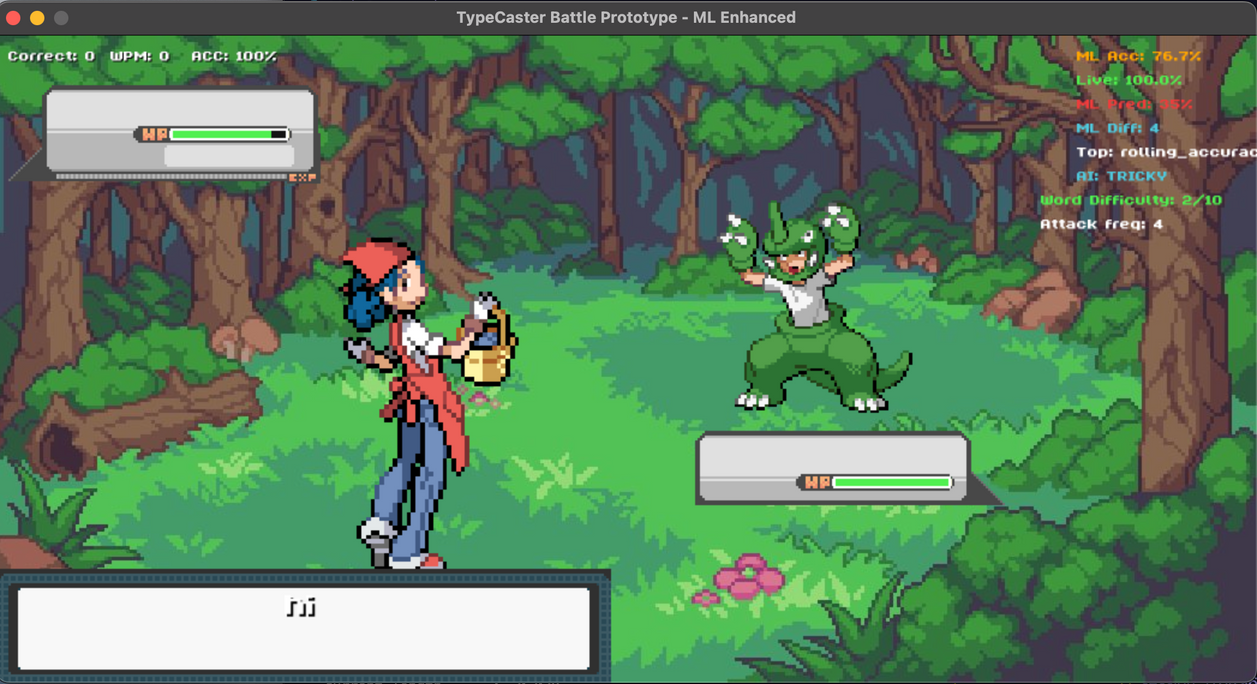 TypeCaster Battle Prototype - ML Enhanced
Correct: 0 WPM: 0 ACC: 100%
ML Acc: 76.7%
Live: 100.0%
ML Pred: 35%
ML Diff: 4
Top: rolling_accurac
AI: TRICKY
Word Difficulty: 2/10
Attack freq: 4
HP
EXP
HP